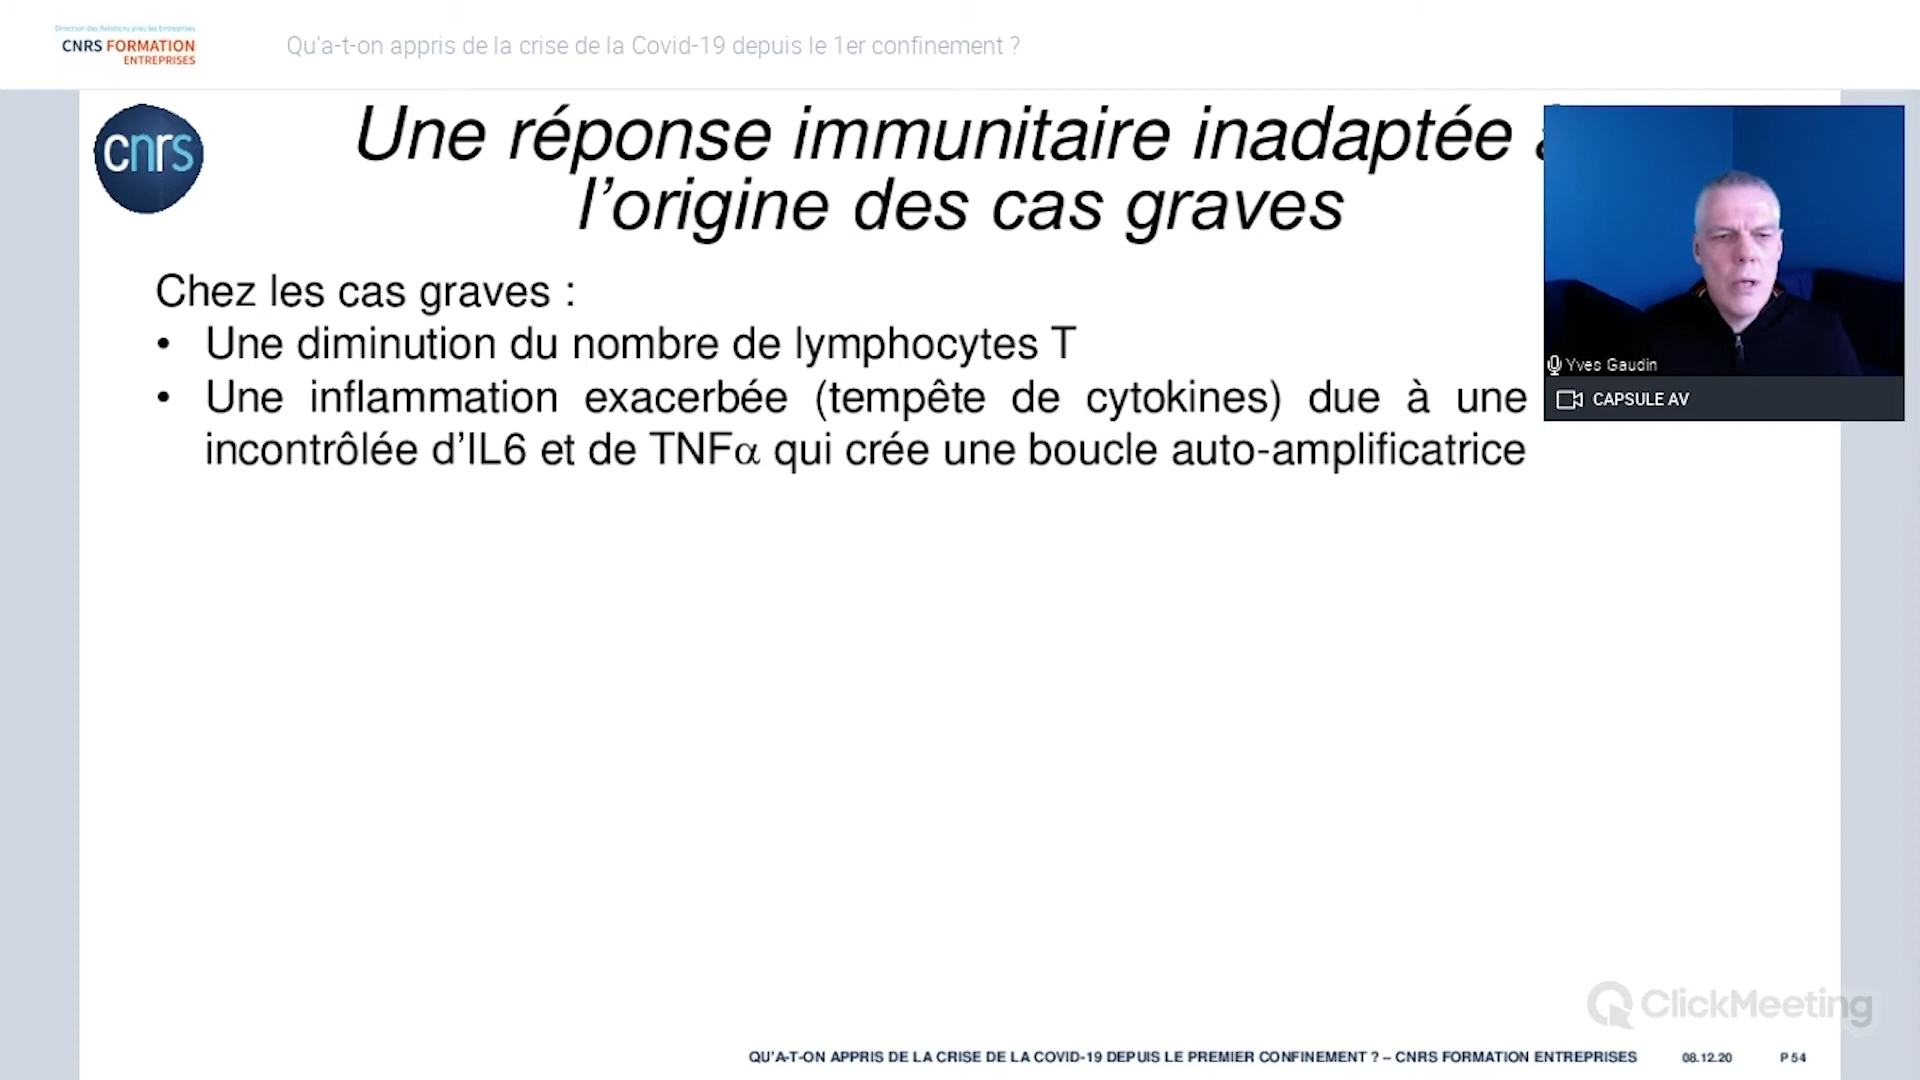 Direction des Relations avec les Entreprises
CNRS FORMATION
ENTREPRISES
Qu'a-t-on appris de la crise de la Covid-19 depuis le 1er confinement ?
cnrs
Une réponse immunitaire inadaptée
l'origine des cas graves
Chez les cas graves :
• Une diminution du nombre de lymphocytes T
• Une inflammation exacerbée (tempête de cytokines) due à une
incontrôlée d'IL6 et de TNFα qui crée une boucle auto-amplificatrice
Yves Gaudin
CAPSULE AV
ClickMeeting
QU'A-T-ON APPRIS DE LA CRISE DE LA COVID-19 DEPUIS LE PREMIER CONFINEMENT ? – CNRS FORMATION ENTREPRISES 08.12.20 P 54